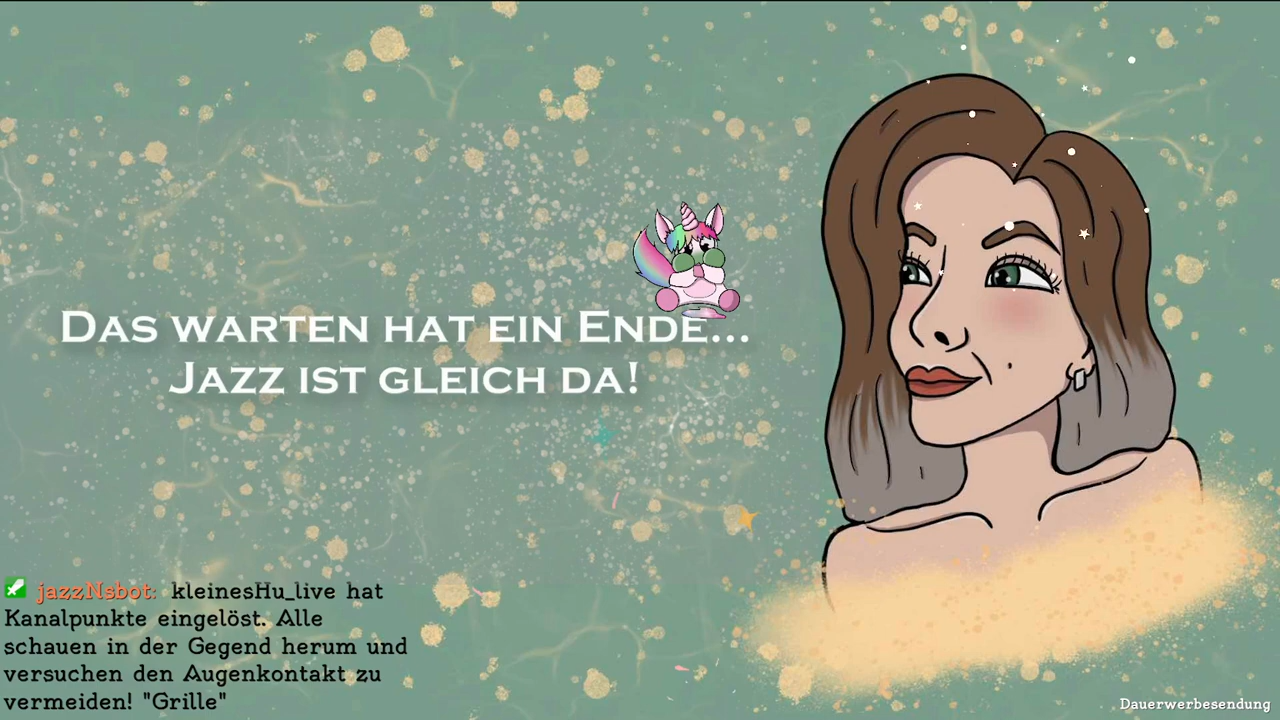 Das warten hat ein Ende...
Jazz ist gleich da!
jazzNsbot: kleinesHu_live hat
Kanalpunkte eingelöst. Alle
schauen in der Gegend herum und
versuchen den Augenkontakt zu
vermeiden! "Grille"
Dauerwerbesendung